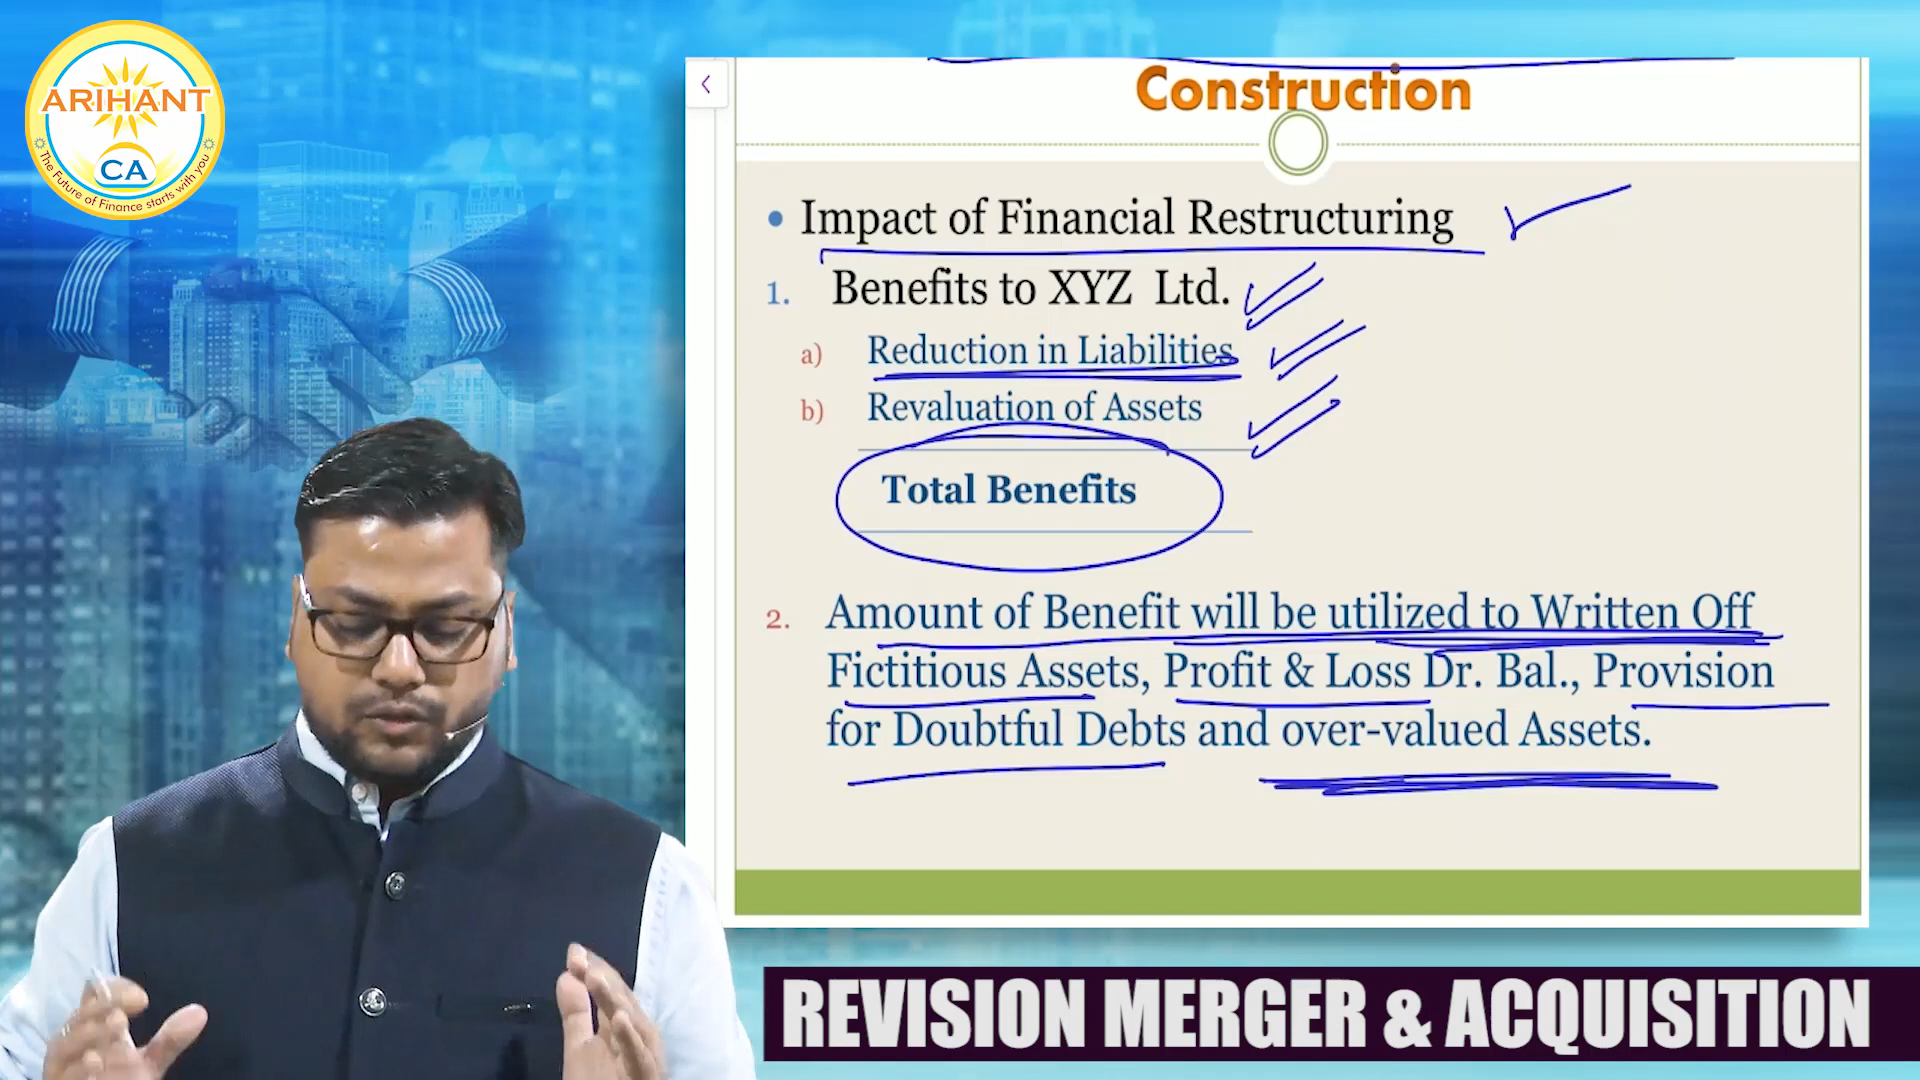 ARIHANT
CA
The Future of Finance starts with you
Construction
• Impact of Financial Restructuring
1. Benefits to XYZ Ltd.
a) Reduction in Liabilities
b) Revaluation of Assets
Total Benefits
2. Amount of Benefit will be utilized to Written Off
Fictitious Assets, Profit & Loss Dr. Bal., Provision
for Doubtful Debts and over-valued Assets.
REVISION MERGER & ACQUISITION